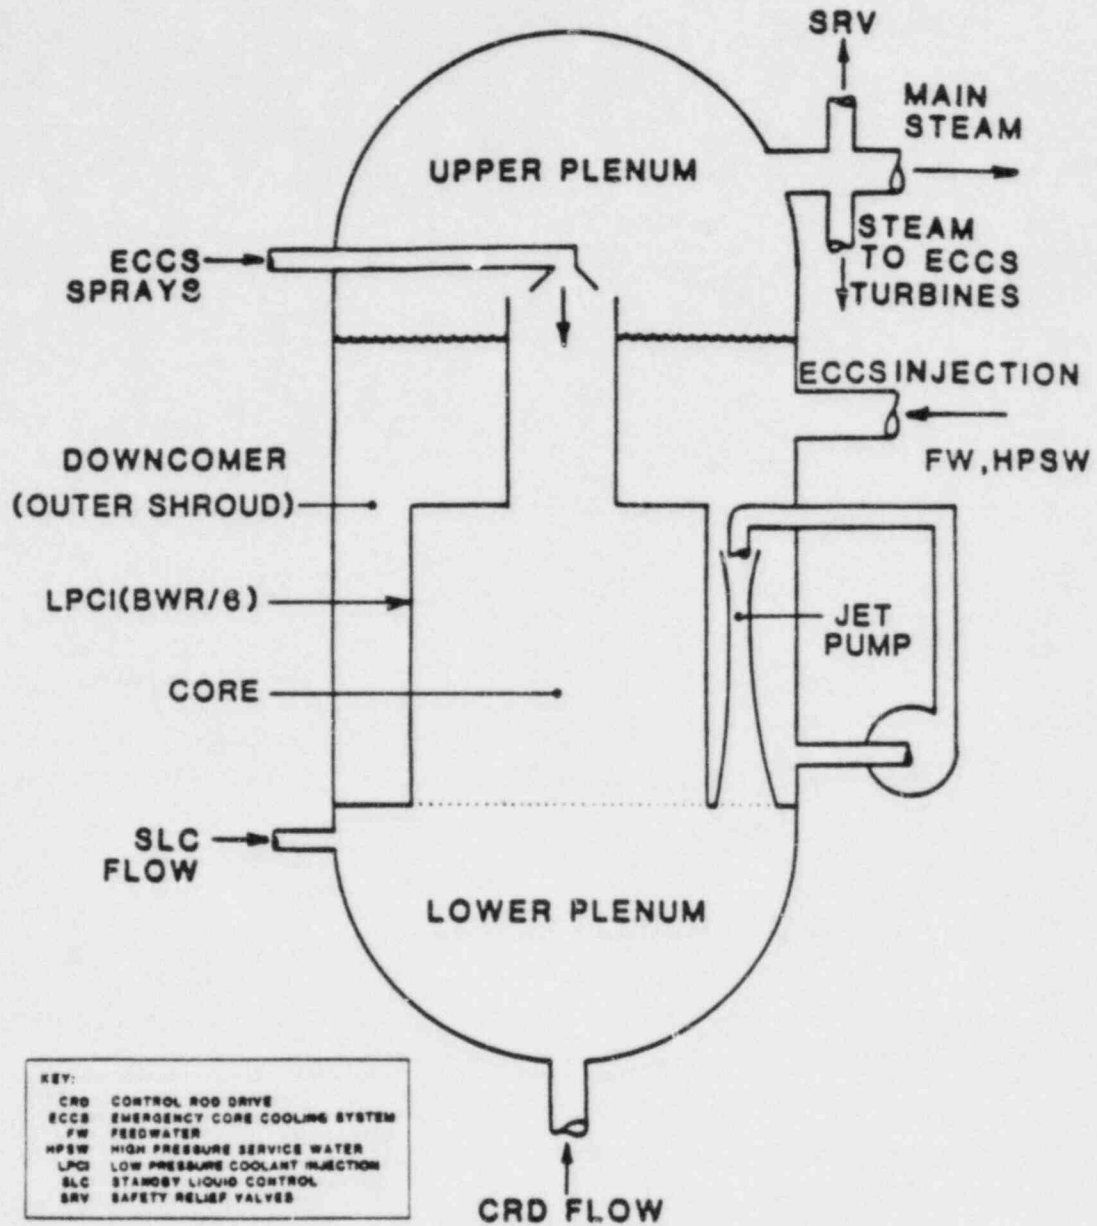 SRV
MAIN
STEAM
UPPER PLENUM
STEAM
TO ECCS
TURBINES
ECCS
SPRAYS
ECCS INJECTION
FW, HPSW
DOWNCOMER
(OUTER SHROUD)
LPCI(BWR/6)
JET
PUMP
CORE
SLC
FLOW
LOWER PLENUM
KEY:
CRD CONTROL ROD DRIVE
ECCS EMERGENCY CORE COOLING SYSTEM
FW FEEDWATER
HPSW HIGH PRESSURE SERVICE WATER
LPCI LOW PRESSURE COOLANT INJECTION
SLC STANDBY LIQUID CONTROL
SRV SAFETY RELIEF VALVES
CRD FLOW